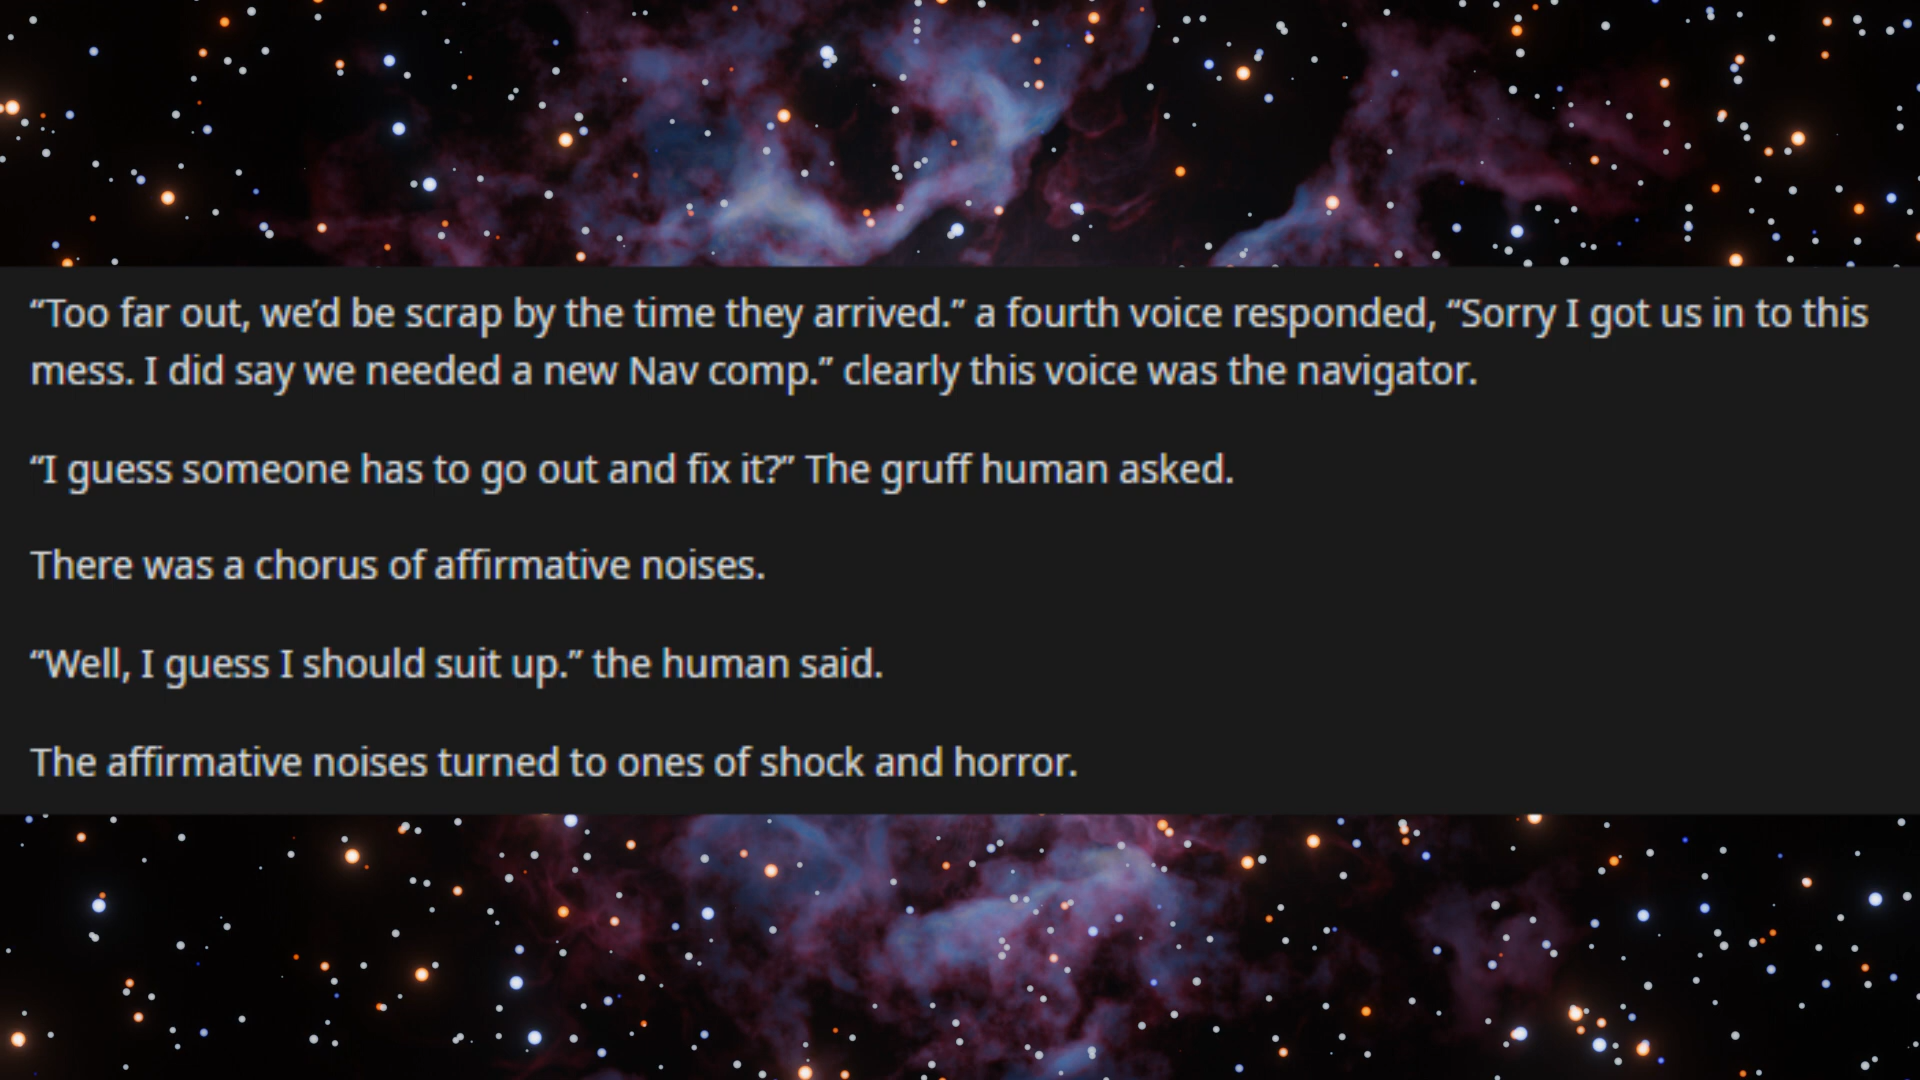 “Too far out, we’d be scrap by the time they arrived.” a fourth voice responded, “Sorry I got us in to this
mess. I did say we needed a new Nav comp.” clearly this voice was the navigator.
“I guess someone has to go out and fix it?” The gruff human asked.
There was a chorus of affirmative noises.
“Well, I guess I should suit up.” the human said.
The affirmative noises turned to ones of shock and horror.